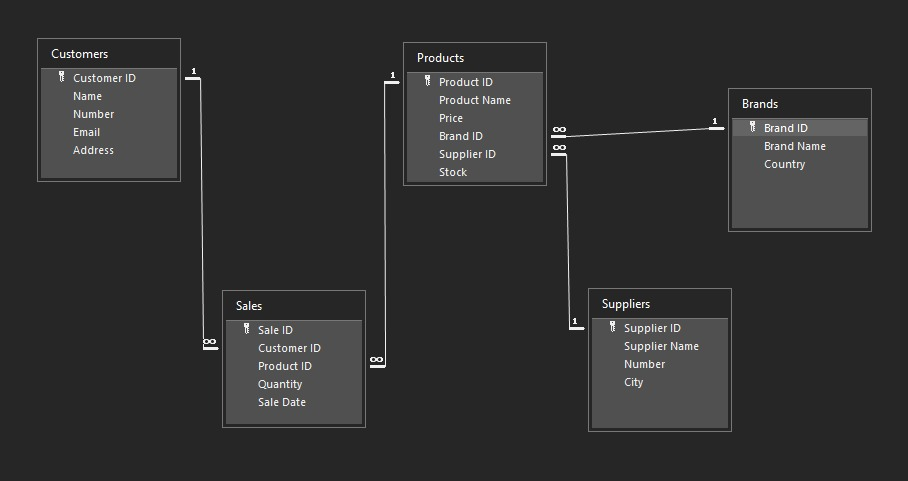 Customers
Customer ID
Name
Number
Email
Address
1
∞
Products
Product ID
Product Name
Price
Brand ID
Supplier ID
Stock
1
∞
∞
∞
1
Brands
Brand ID
Brand Name
Country
Sales
Sale ID
Customer ID
Product ID
Quantity
Sale Date
1
Suppliers
Supplier ID
Supplier Name
Number
City